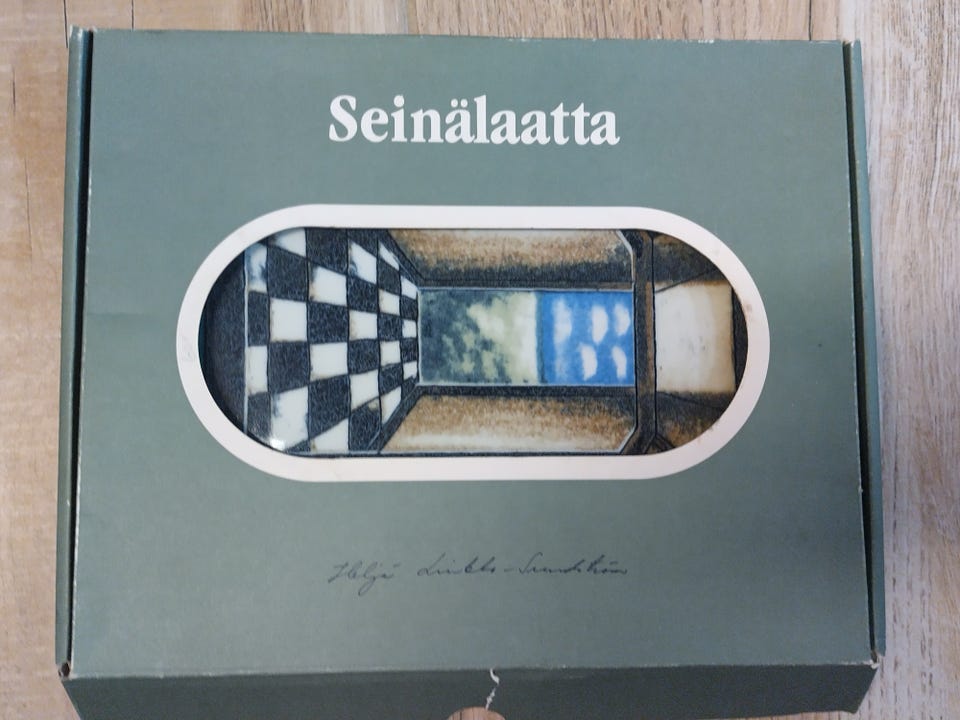 Seinälaatta
Heljä Liukko-Sundström